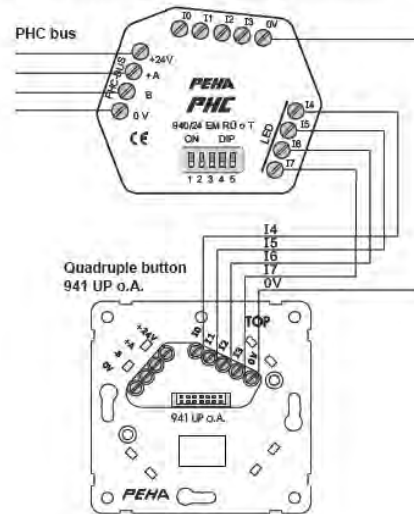 I0 I1 I2 I3 0V
PHC bus
PHC-BUS
+24V
+A
B
0 V
PEHA
PHC
940/24 EM RÜ o T
ON DIP
1 2 3 4 5
CE
LED
I4
I5
I6
I7
I4
I5
I6
I7
0V
Quadruple button
941 UP o.A.
TOP
+24V
+A
-B
0V
I0
I1
I2
I3
0V
941 UP o.A.
PEHA